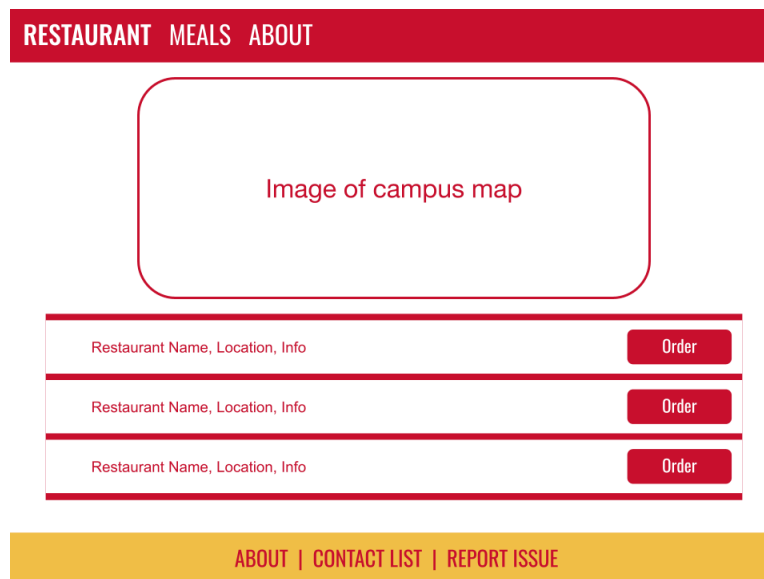 RESTAURANT MEALS ABOUT
Image of campus map
Restaurant Name, Location, Info Order
Restaurant Name, Location, Info Order
Restaurant Name, Location, Info Order
ABOUT | CONTACT LIST | REPORT ISSUE